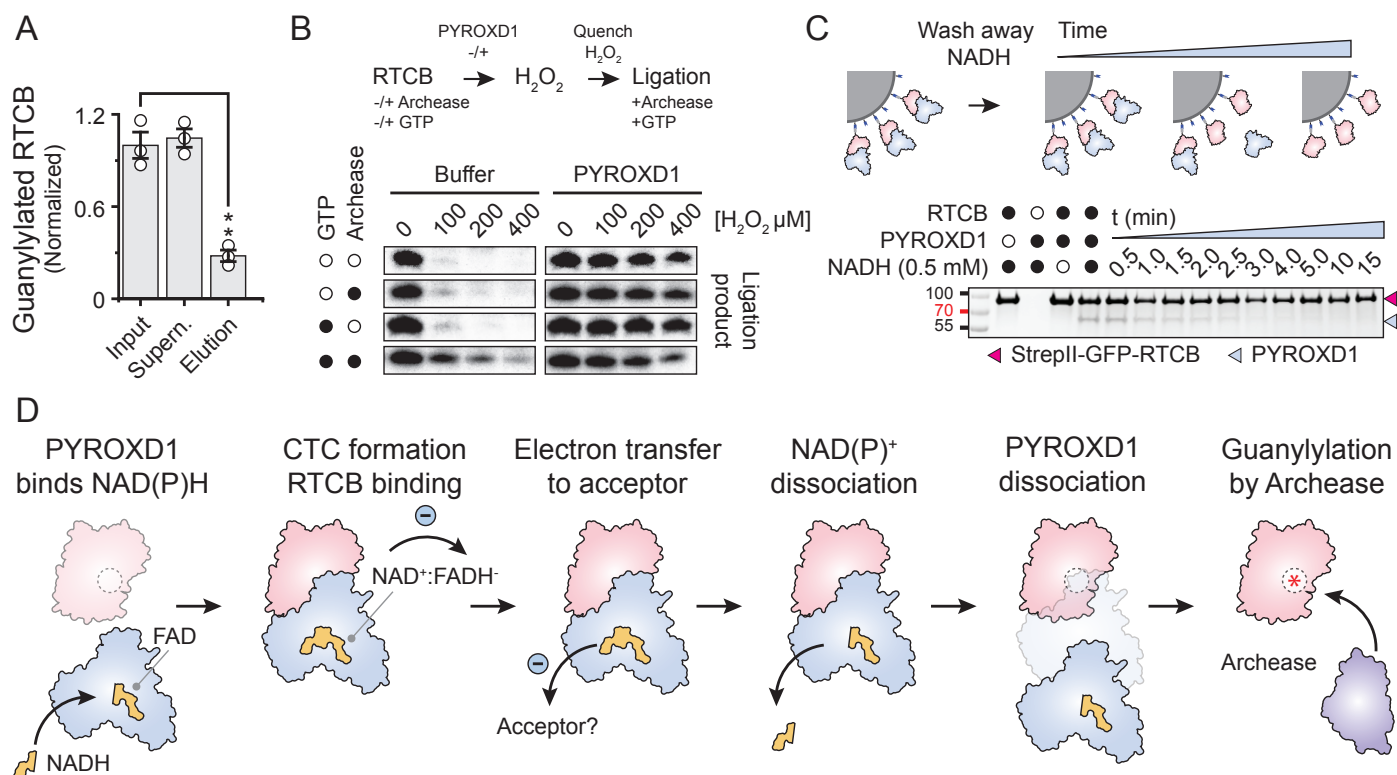 A
Guanylylated RTCB
(Normalized)
1.2
0.6
0
**
Input
Supern.
Elution
B
PYROXD1
-/+
Quench
H₂O₂
RTCB
H₂O₂
Ligation
-/+ Archease
-/+ GTP
+Archease
+GTP
Buffer
PYROXD1
GTP
Archease
0 100 200 400
0 100 200 400
[H₂O₂ µM]
Ligation
product
C
Wash away
NADH
Time
RTCB
PYROXD1
NADH (0.5 mM)
t (min)
0.5 1.0 1.5 2.0 2.5 3.0 4.0 5.0 10 15
100
70
55
StrepII-GFP-RTCB
PYROXD1
D
PYROXD1
binds NAD(P)H
FAD
NADH
CTC formation
RTCB binding
−
NAD⁺:FADH⁻
Electron transfer
to acceptor
−
Acceptor?
NAD(P)⁺
dissociation
PYROXD1
dissociation
Guanylylation
by Archease
*
Archease